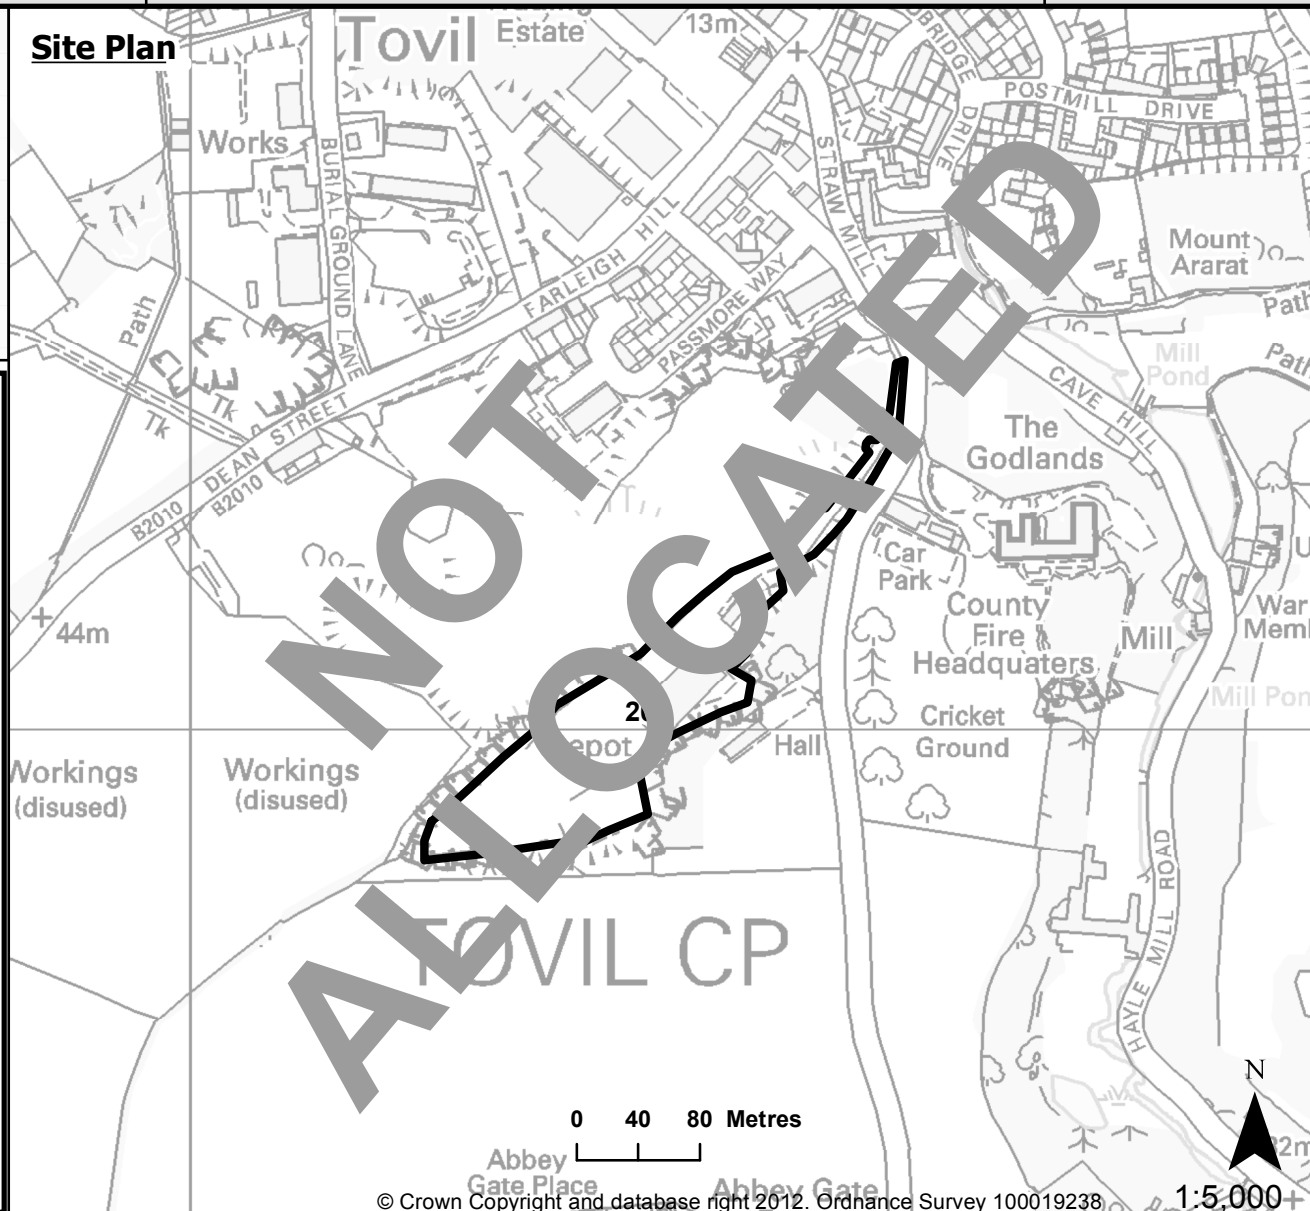 Site Plan
Tovil
Estate
13m
POSTMILL DRIVE
DRIVE
Works
BURIAL GROUND LANE
STRAW MILL
FARLEIGH HILL
PASSMORE WAY
Mount
Ararat
Path
Path
Path
Mill
Pond
Tk
Tk
DEAN STREET
B2010
B2010
CAVE HILL
The
Godlands
NOT
ALLOCATED
Car
Park
County
Fire
Headquaters
Mill
War
44m
Mill Pon
Cricket
Ground
Hall
epot
Workings
(disused)
Workings
(disused)
TOVIL CP
HAYLE MILL ROAD
N
0 40 80 Metres
Abbey
Gate Place
Abbey Gate
32m
© Crown Copyright and database right 2012. Ordnance Survey 100019238
1:5,000